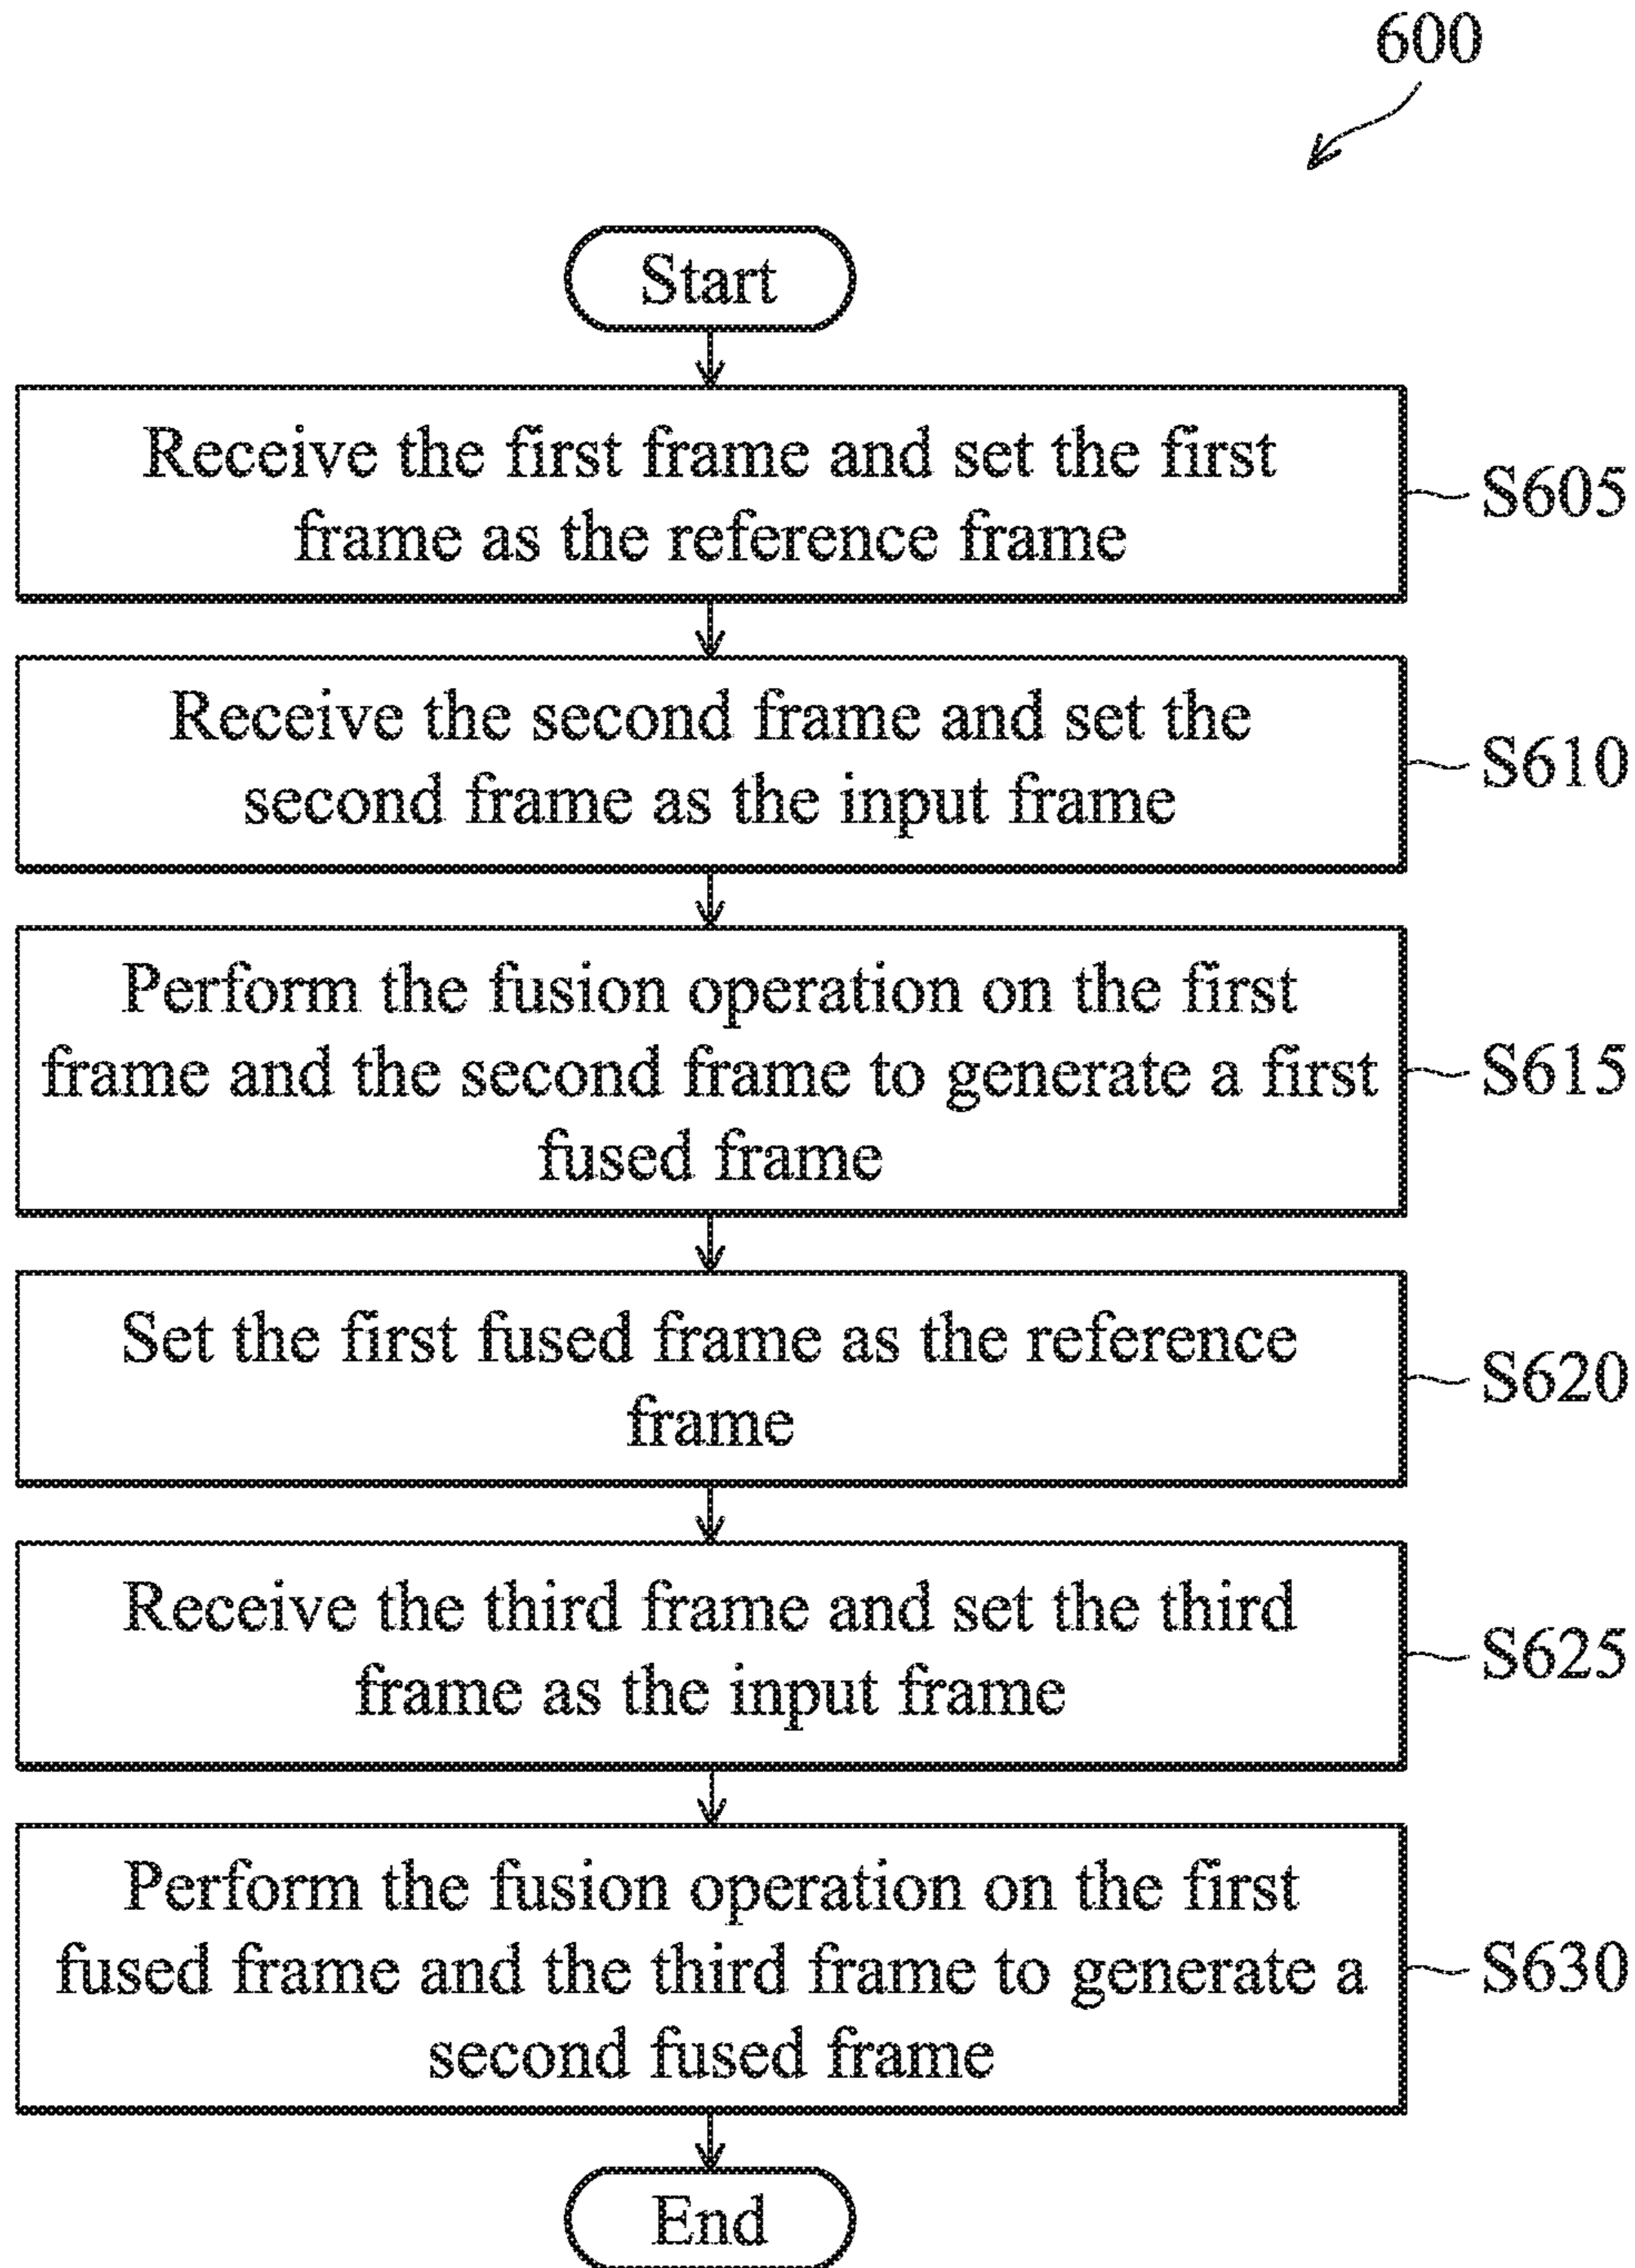 600
Start
Receive the first frame and set the first
frame as the reference frame
S605
Receive the second frame and set the
second frame as the input frame
S610
Perform the fusion operation on the first
frame and the second frame to generate a first
fused frame
S615
Set the first fused frame as the reference
frame
S620
Receive the third frame and set the third
frame as the input frame
S625
Perform the fusion operation on the first
fused frame and the third frame to generate a
second fused frame
S630
End